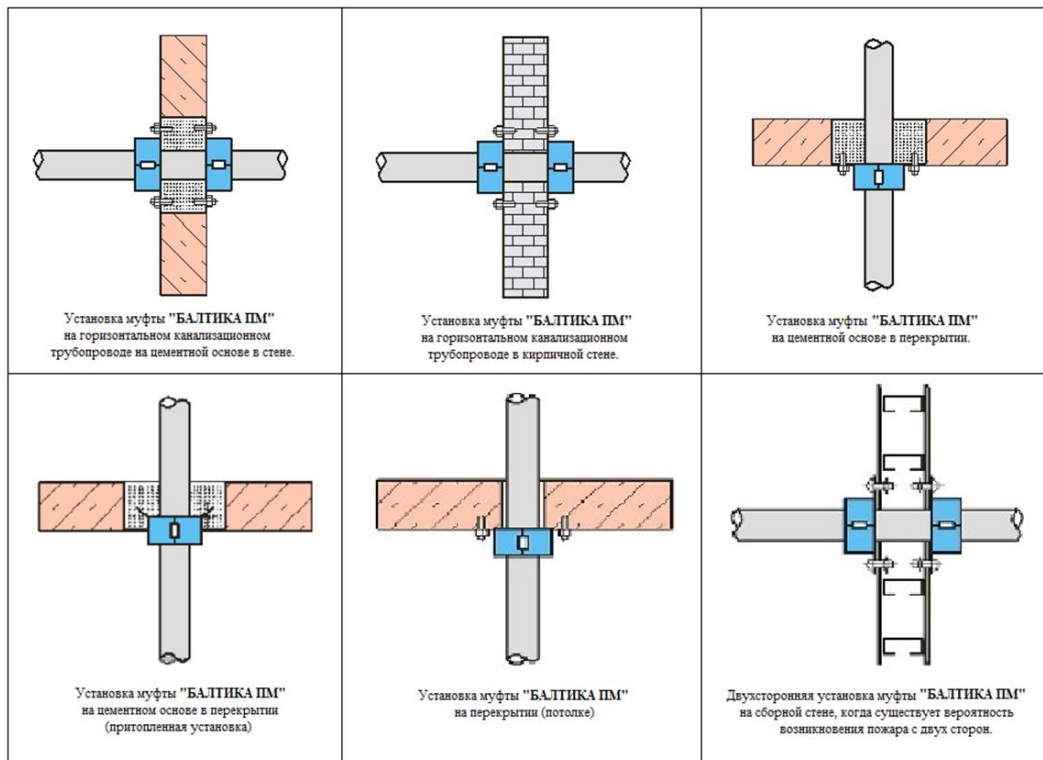 Установка муфты "БАЛТИКА ПМ"
на горизонтальном канализационном
трубопроводе на цементной основе в стене.
Установка муфты "БАЛТИКА ПМ"
на горизонтальном канализационном
трубопроводе в кирпичной стене.
Установка муфты "БАЛТИКА ПМ"
на цементной основе в перекрытии.
Установка муфты "БАЛТИКА ПМ"
на цементном основе в перекрытии
(притопленная установка)
Установка муфты "БАЛТИКА ПМ"
на перекрытии (потолке)
Двухсторонняя установка муфты "БАЛТИКА ПМ"
на сборной стене, когда существует вероятность
возникновения пожара с двух сторон.